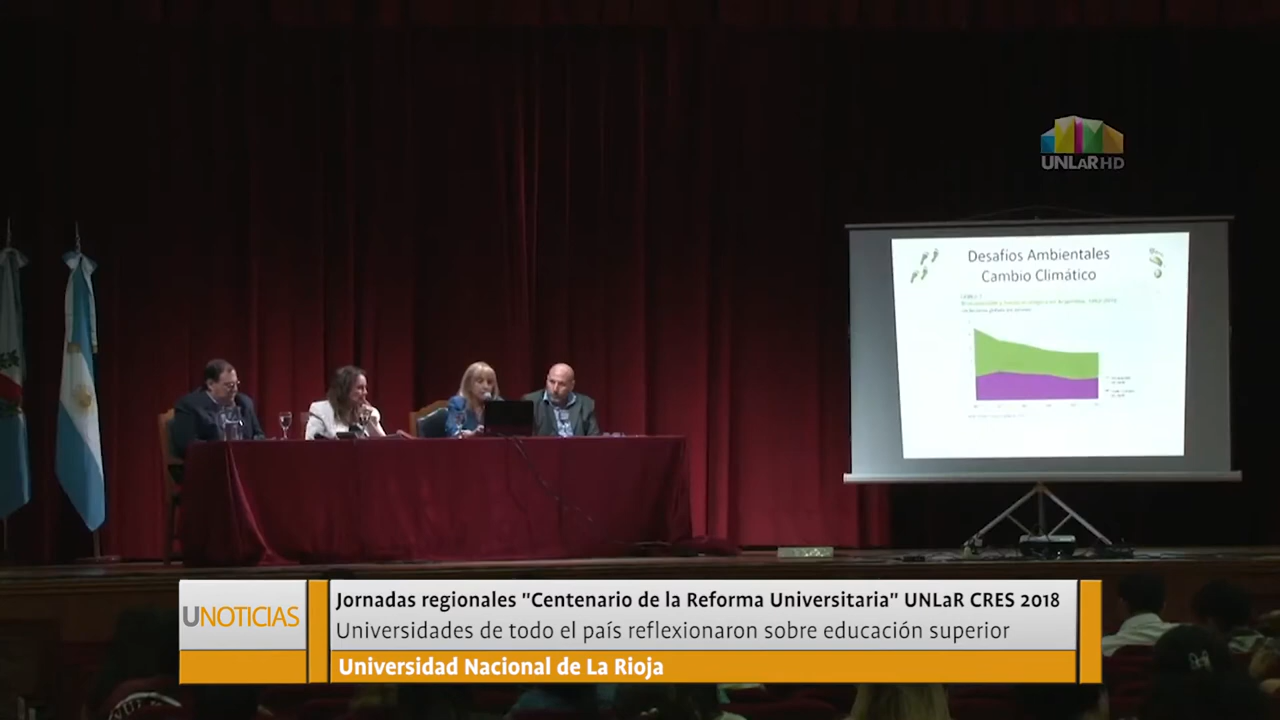 UNLaR HD
Desafíos Ambientales
Cambio Climático
UNOTICIAS
Jornadas regionales "Centenario de la Reforma Universitaria" UNLaR CRES 2018
Universidades de todo el país reflexionaron sobre educación superior
Universidad Nacional de La Rioja